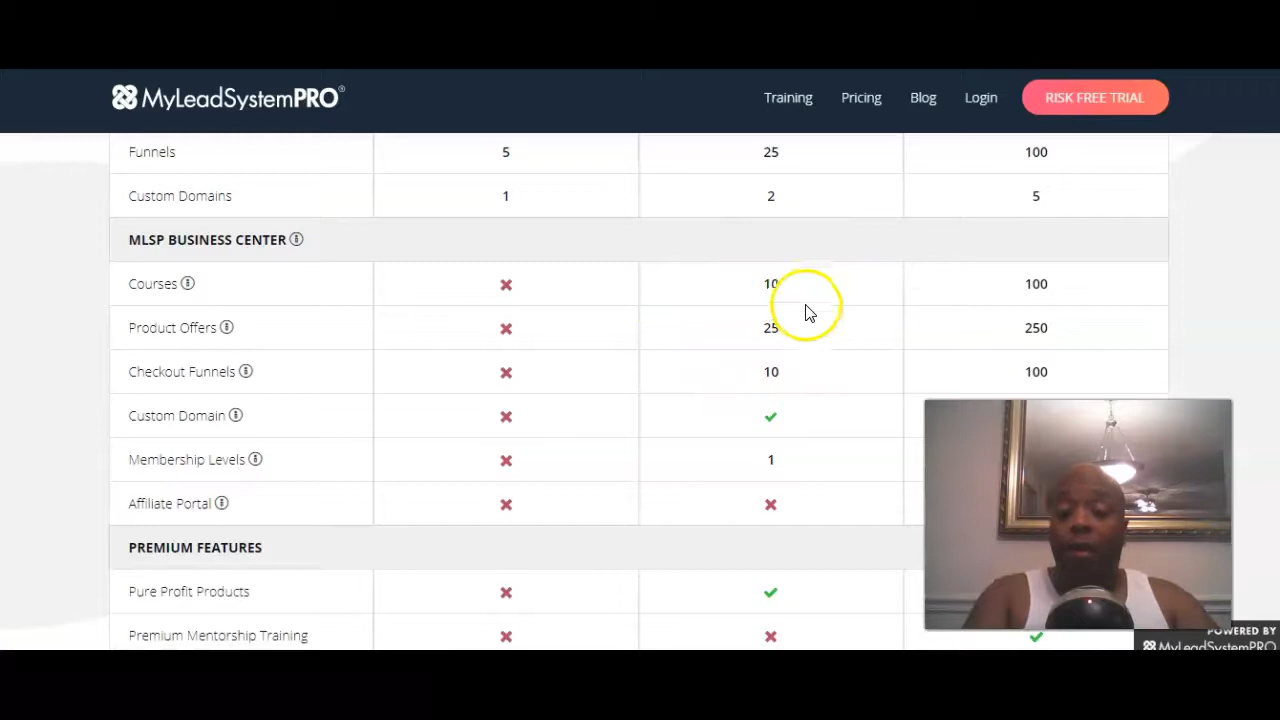 MyLeadSystemPRO®
Training Pricing Blog Login RISK FREE TRIAL
Funnels 5 25 100
Custom Domains 1 2 5
MLSP BUSINESS CENTER
Courses 10 100
Product Offers 25 250
Checkout Funnels 10 100
Custom Domain
Membership Levels 1
Affiliate Portal
PREMIUM FEATURES
Pure Profit Products
Premium Mentorship Training
POWERED BY
MyLeadSystemPRO